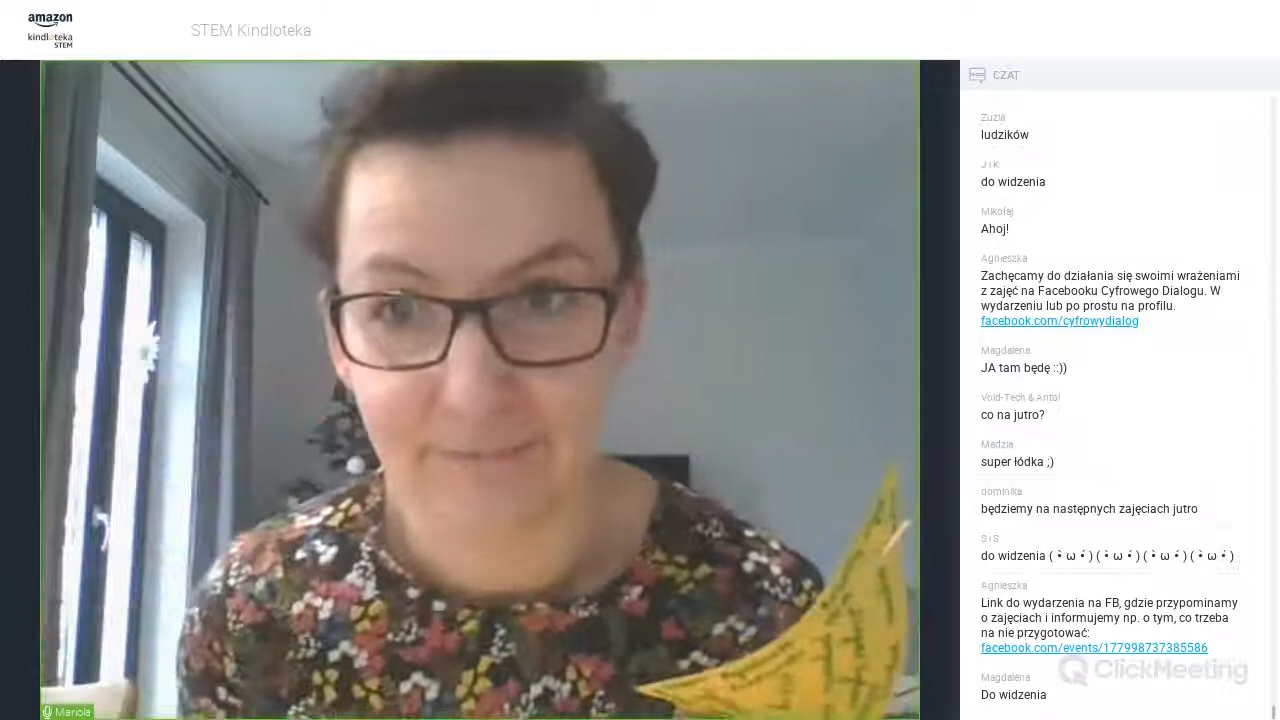 amazon
kindloteka
STEM
STEM Kindloteka
CZAT
Zuzia
ludzików
J i K
do widzenia
Mikołaj
Ahoj!
Agnieszka
Zachęcamy do działania się swoimi wrażeniami
z zajęć na Facebooku Cyfrowego Dialogu. W
wydarzeniu lub po prostu na profilu.
facebook.com/cyfrowydialog
Magdalena
JA tam będę ::))
Void-Tech & Antol
co na jutro?
Madzia
super łódka ;)
dominika
będziemy na następnych zajęciach jutro
S i S
do widzenia ( •̀ ω •́ ) ( •̀ ω •́ ) ( •̀ ω •́ ) ( •̀ ω •́ )
Agnieszka
Link do wydarzenia na FB, gdzie przypominamy
o zajęciach i informujemy np. o tym, co trzeba
na nie przygotować:
facebook.com/events/177998737385586
ClickMeeting
Magdalena
Do widzenia
Mariola